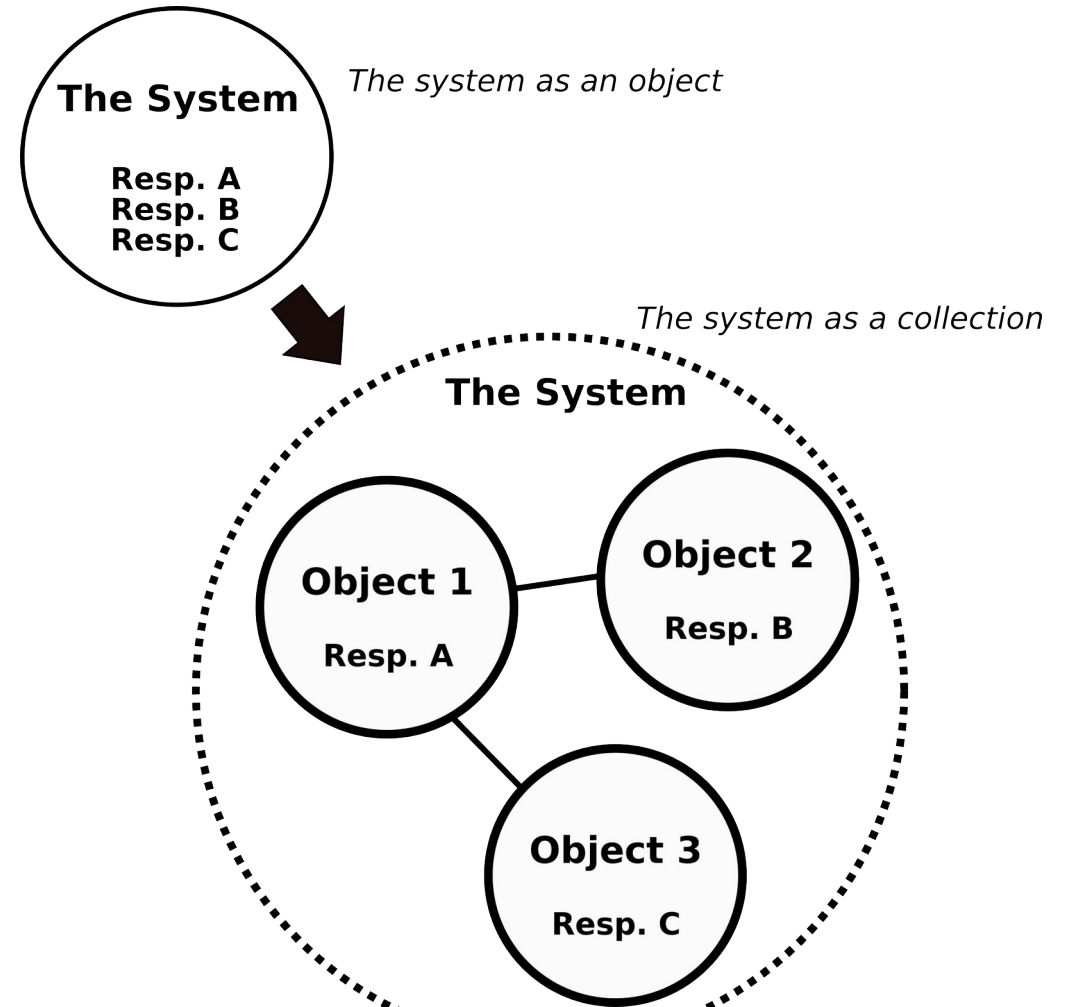 The System
The system as an object
Resp. A
Resp. B
Resp. C
The system as a collection
The System
Object 1
Resp. A
Object 2
Resp. B
Object 3
Resp. C